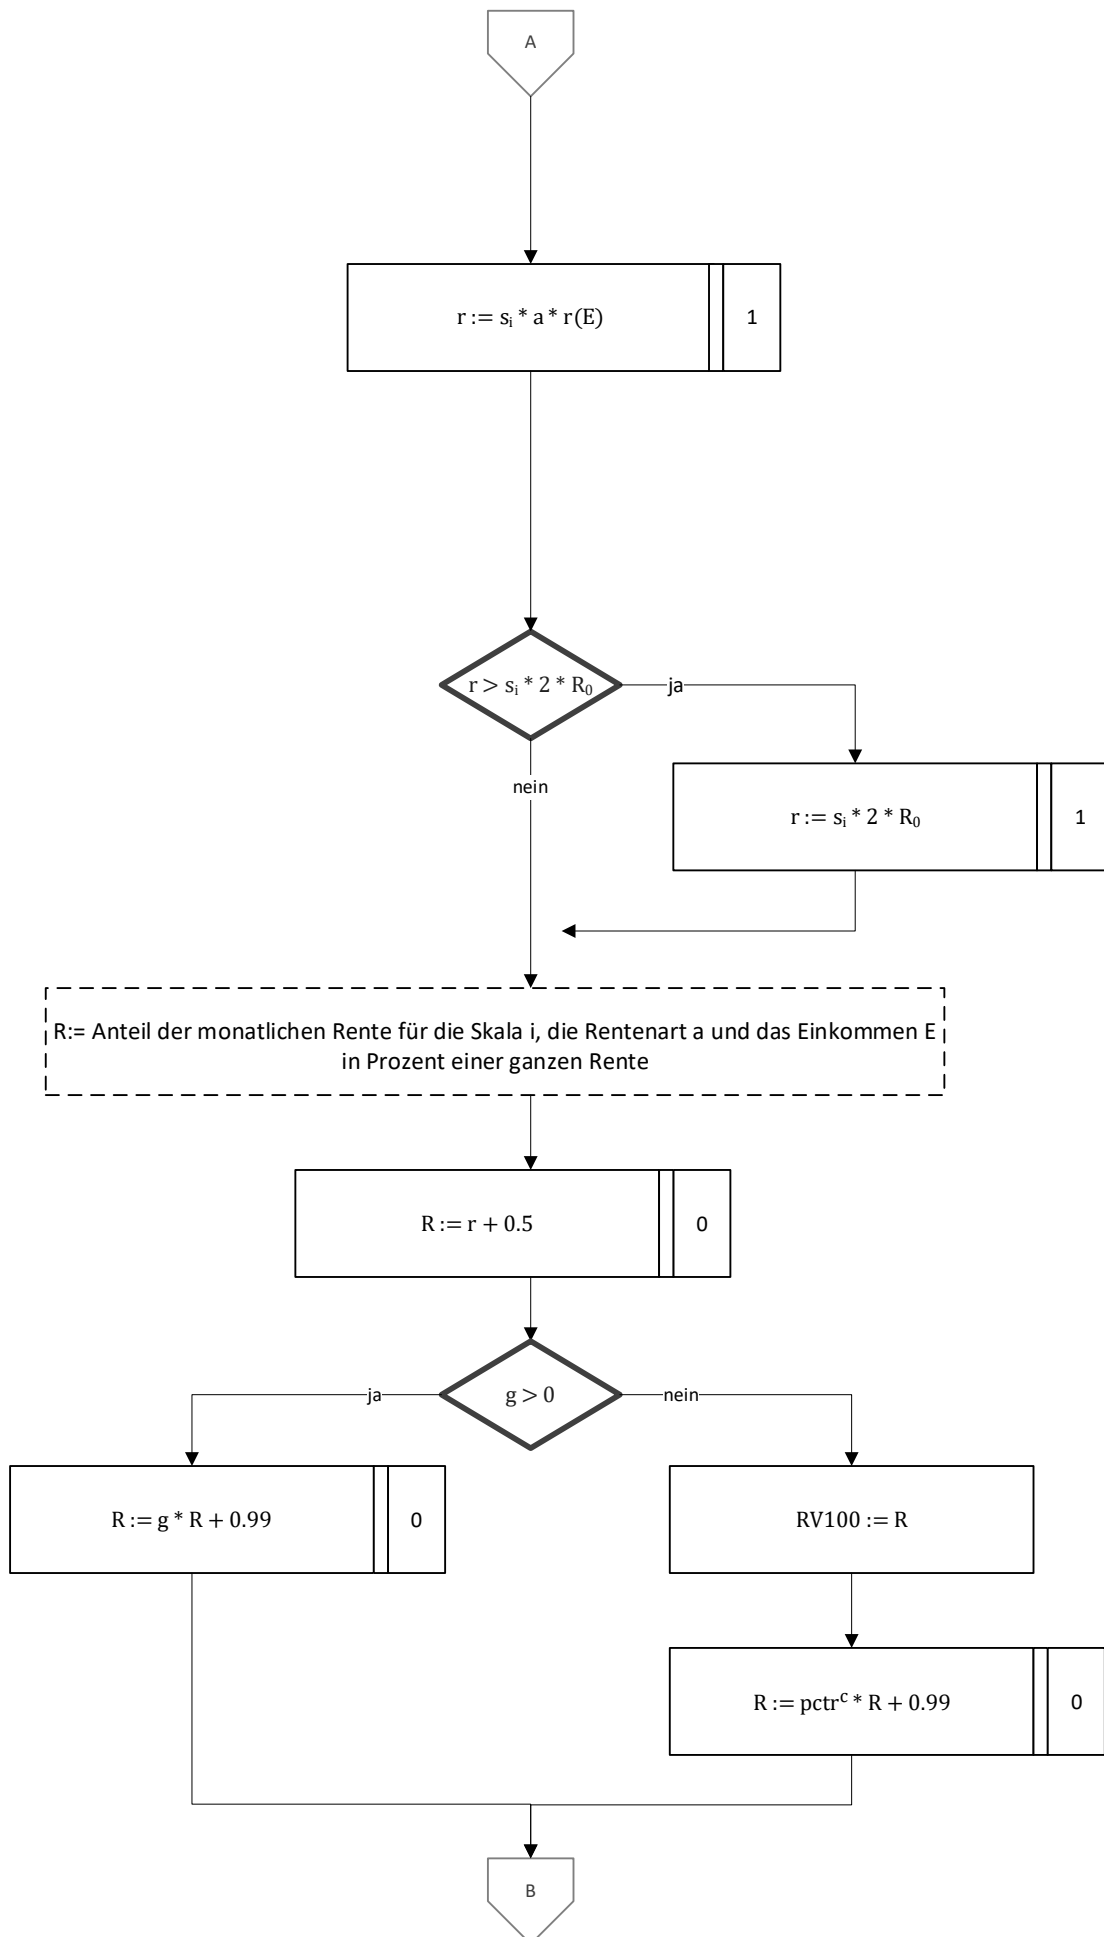 A
r := sᵢ * a * r(E)
1
r > sᵢ * 2 * R₀
ja
nein
r := sᵢ * 2 * R₀
1
R:= Anteil der monatlichen Rente für die Skala i, die Rentenart a und das Einkommen E
in Prozent einer ganzen Rente
R := r + 0.5
0
g > 0
ja
nein
R := g * R + 0.99
0
RV100 := R
R := pctrᶜ * R + 0.99
0
B